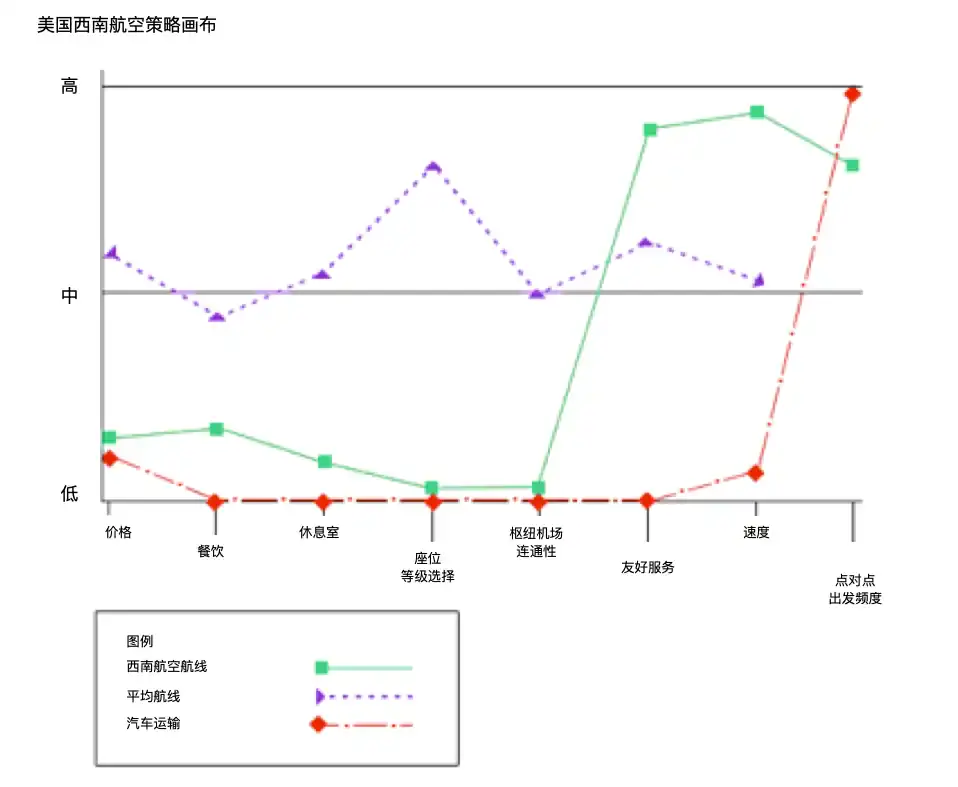 美国西南航空策略画布
高
中
低
价格
餐饮
休息室
座位
等级选择
枢纽机场
连通性
友好服务
速度
点对点
出发频度
图例
西南航空航线
平均航线
汽车运输